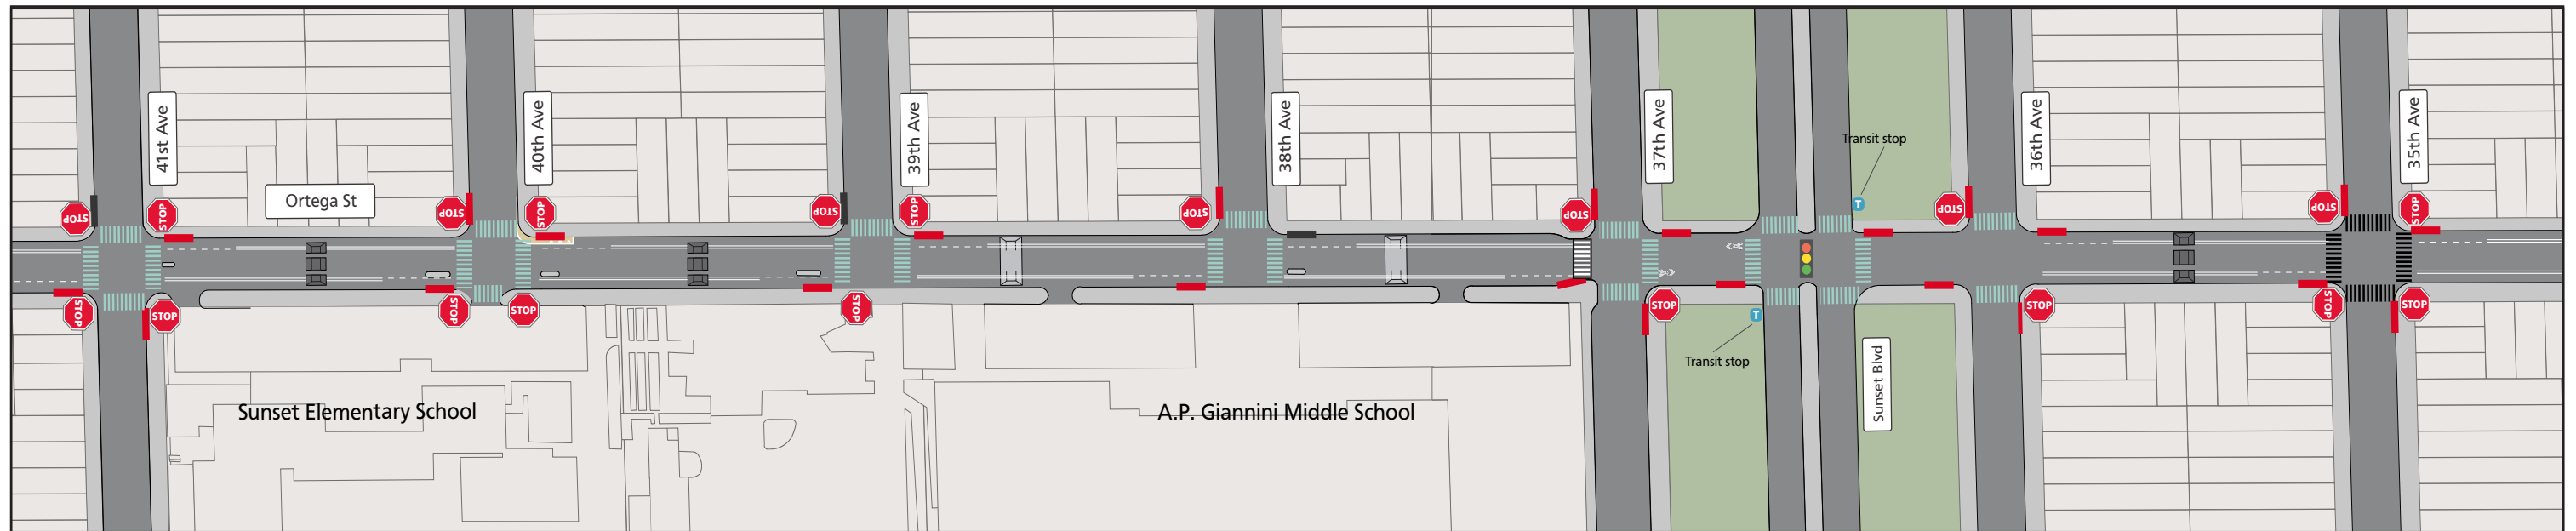 41st Ave
40th Ave
39th Ave
38th Ave
37th Ave
36th Ave
35th Ave
Transit stop
Ortega St
STOP
STOP
STOP
STOP
STOP
STOP
STOP
STOP
STOP
STOP
STOP
T
STOP
STOP
STOP
STOP
STOP
STOP
STOP
T
STOP
STOP
STOP
Transit stop
Sunset Blvd
Sunset Elementary School
A.P. Giannini Middle School